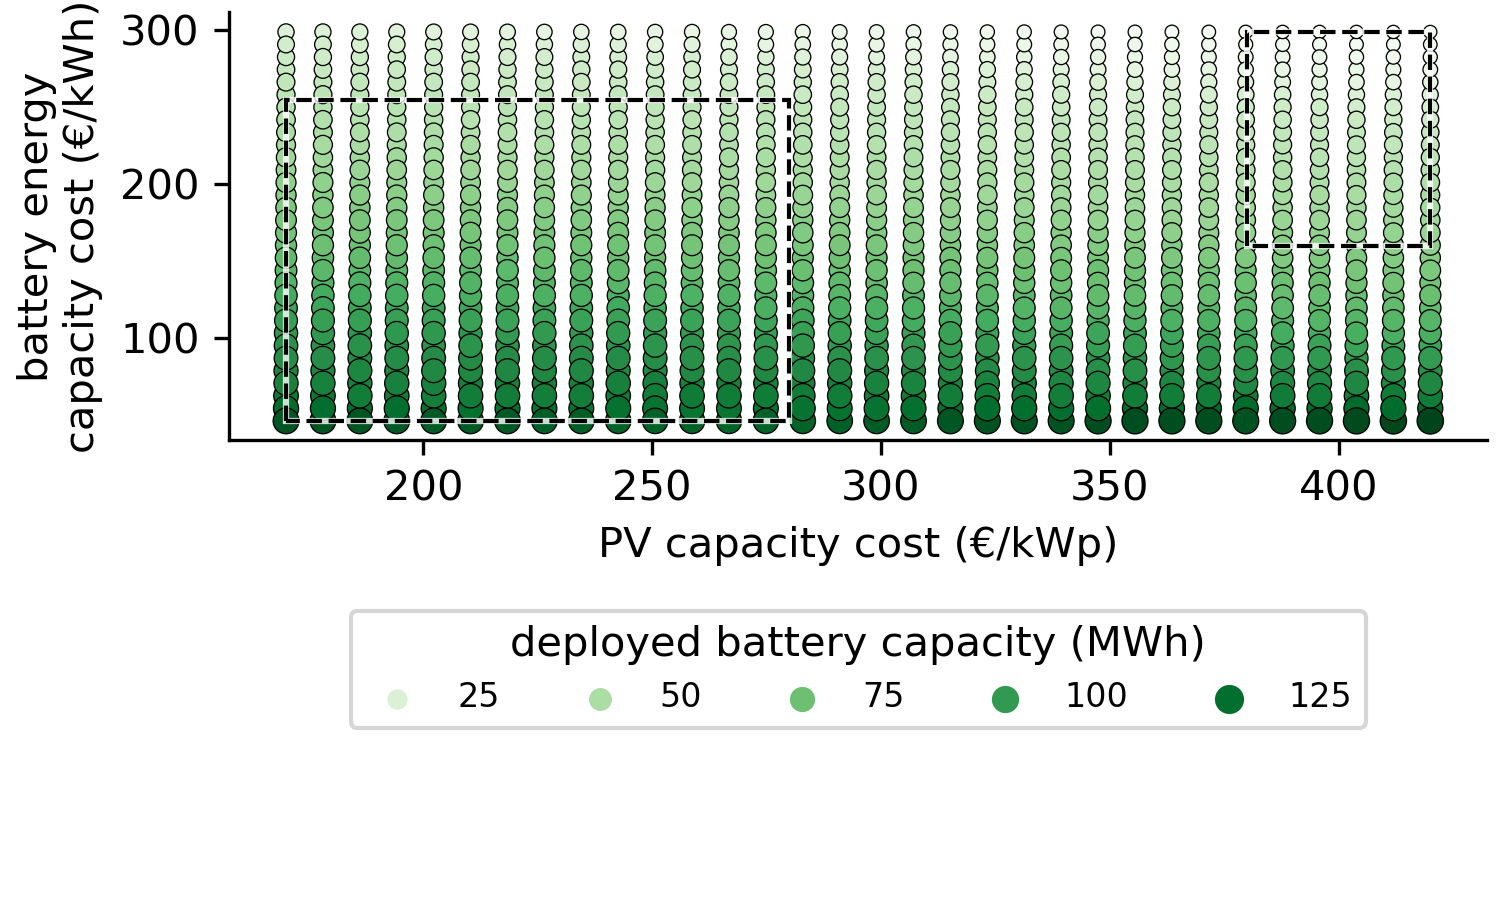 battery energy
capacity cost (€/kWh)
300
200
100
200 250 300 350 400
PV capacity cost (€/kWp)
deployed battery capacity (MWh)
25 50 75 100 125